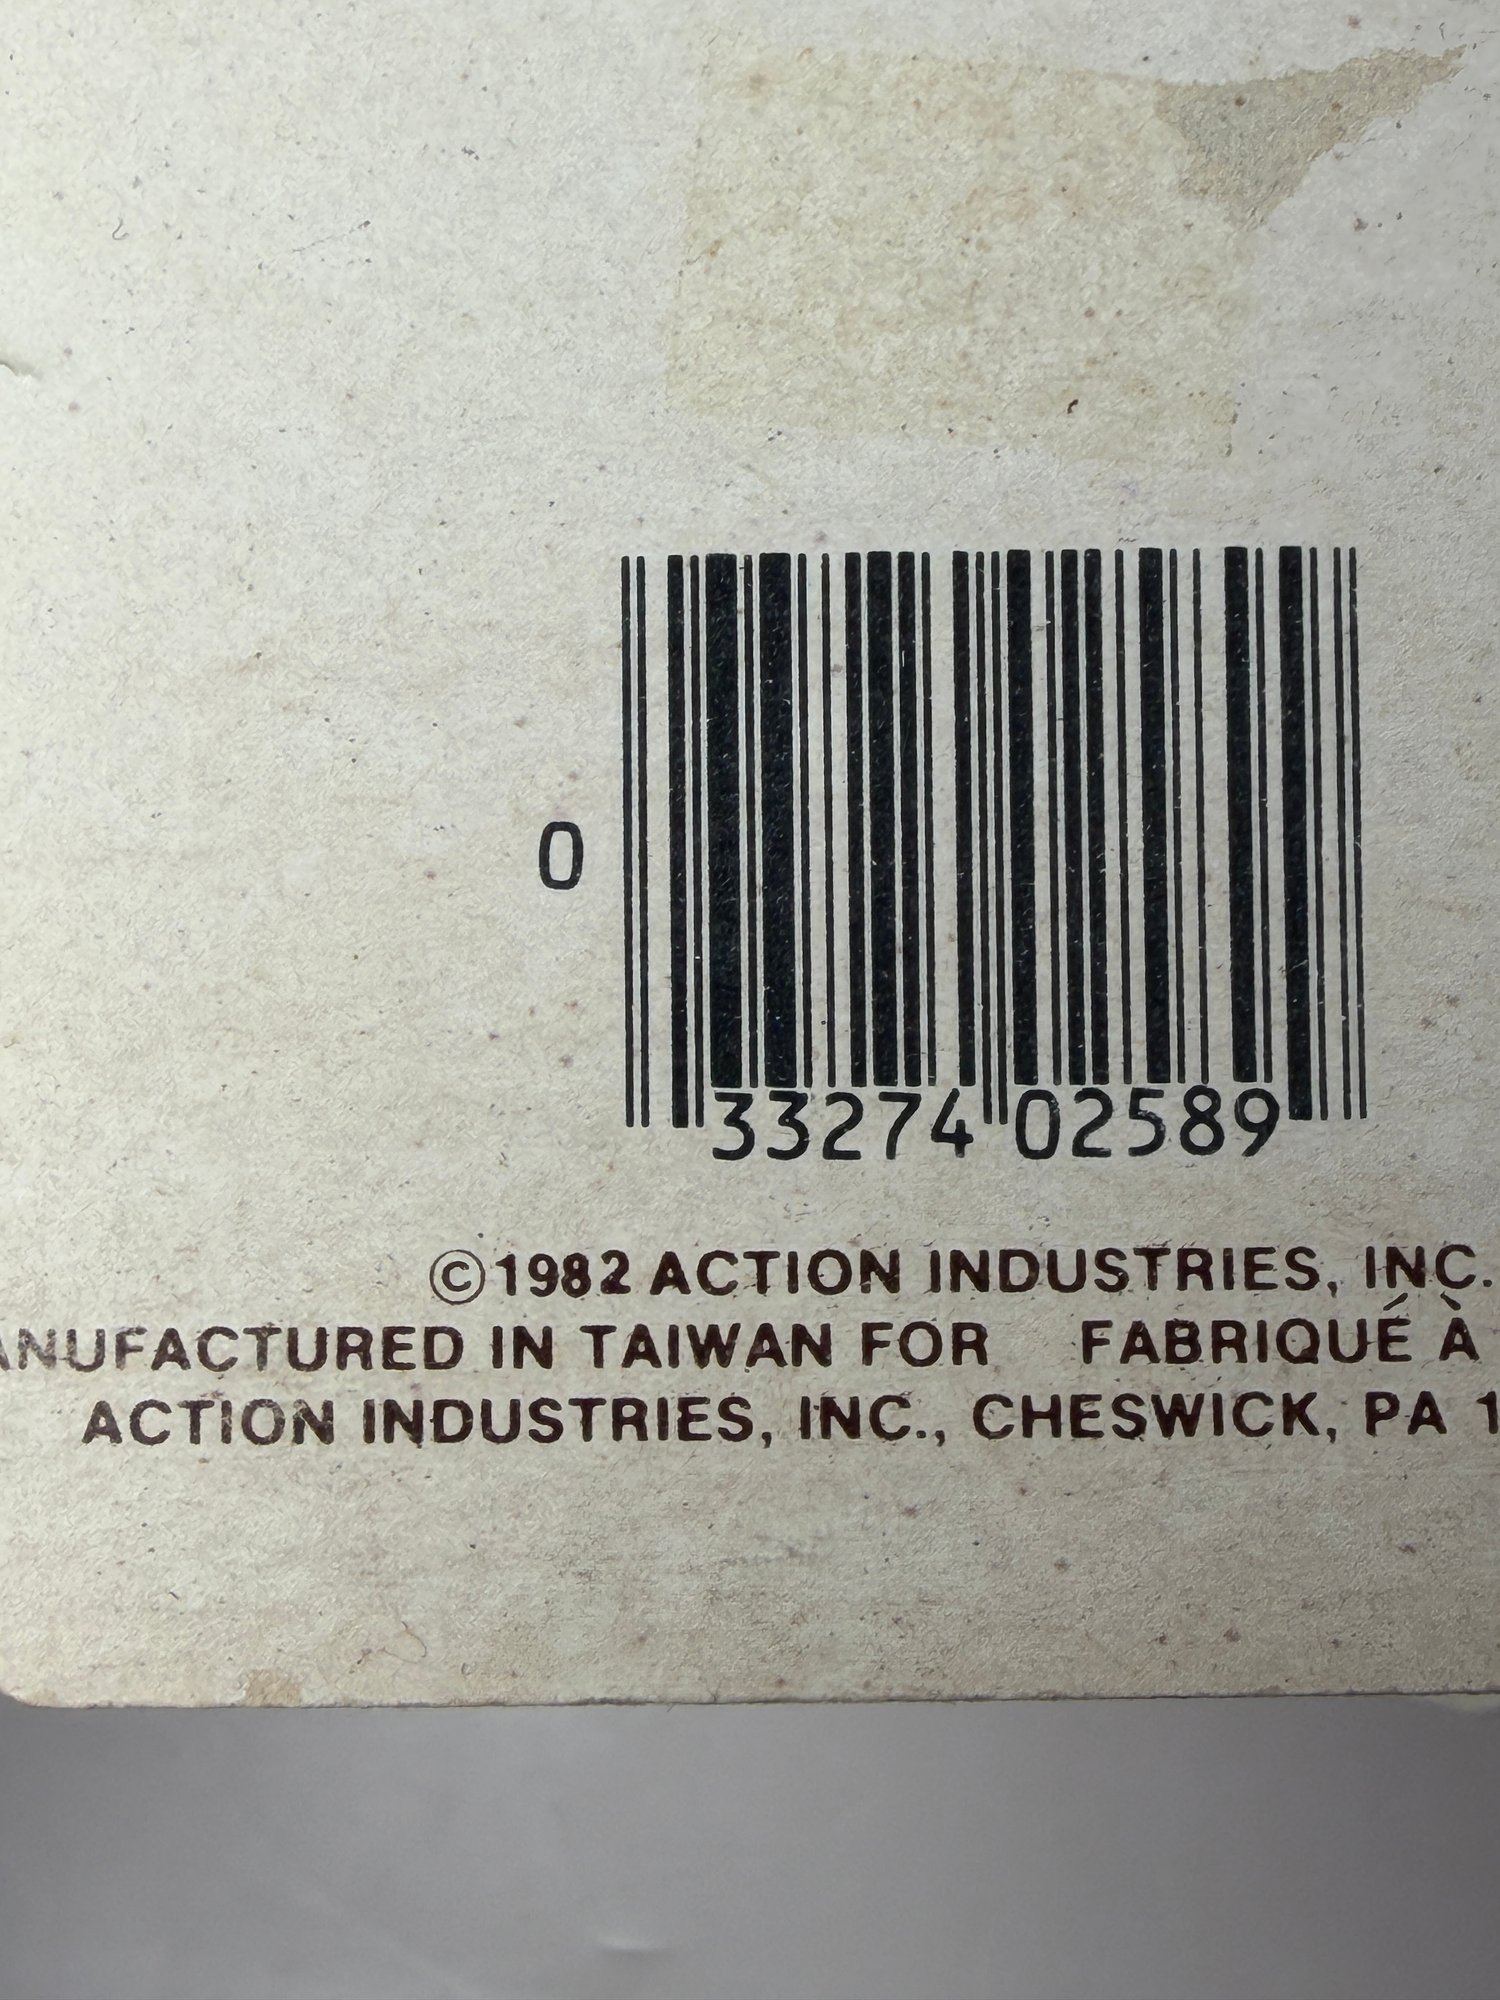 0
33274 02589
©1982 ACTION INDUSTRIES, INC.
ANUFACTURED IN TAIWAN FOR FABRIQUÉ À
ACTION INDUSTRIES, INC., CHESWICK, PA 1